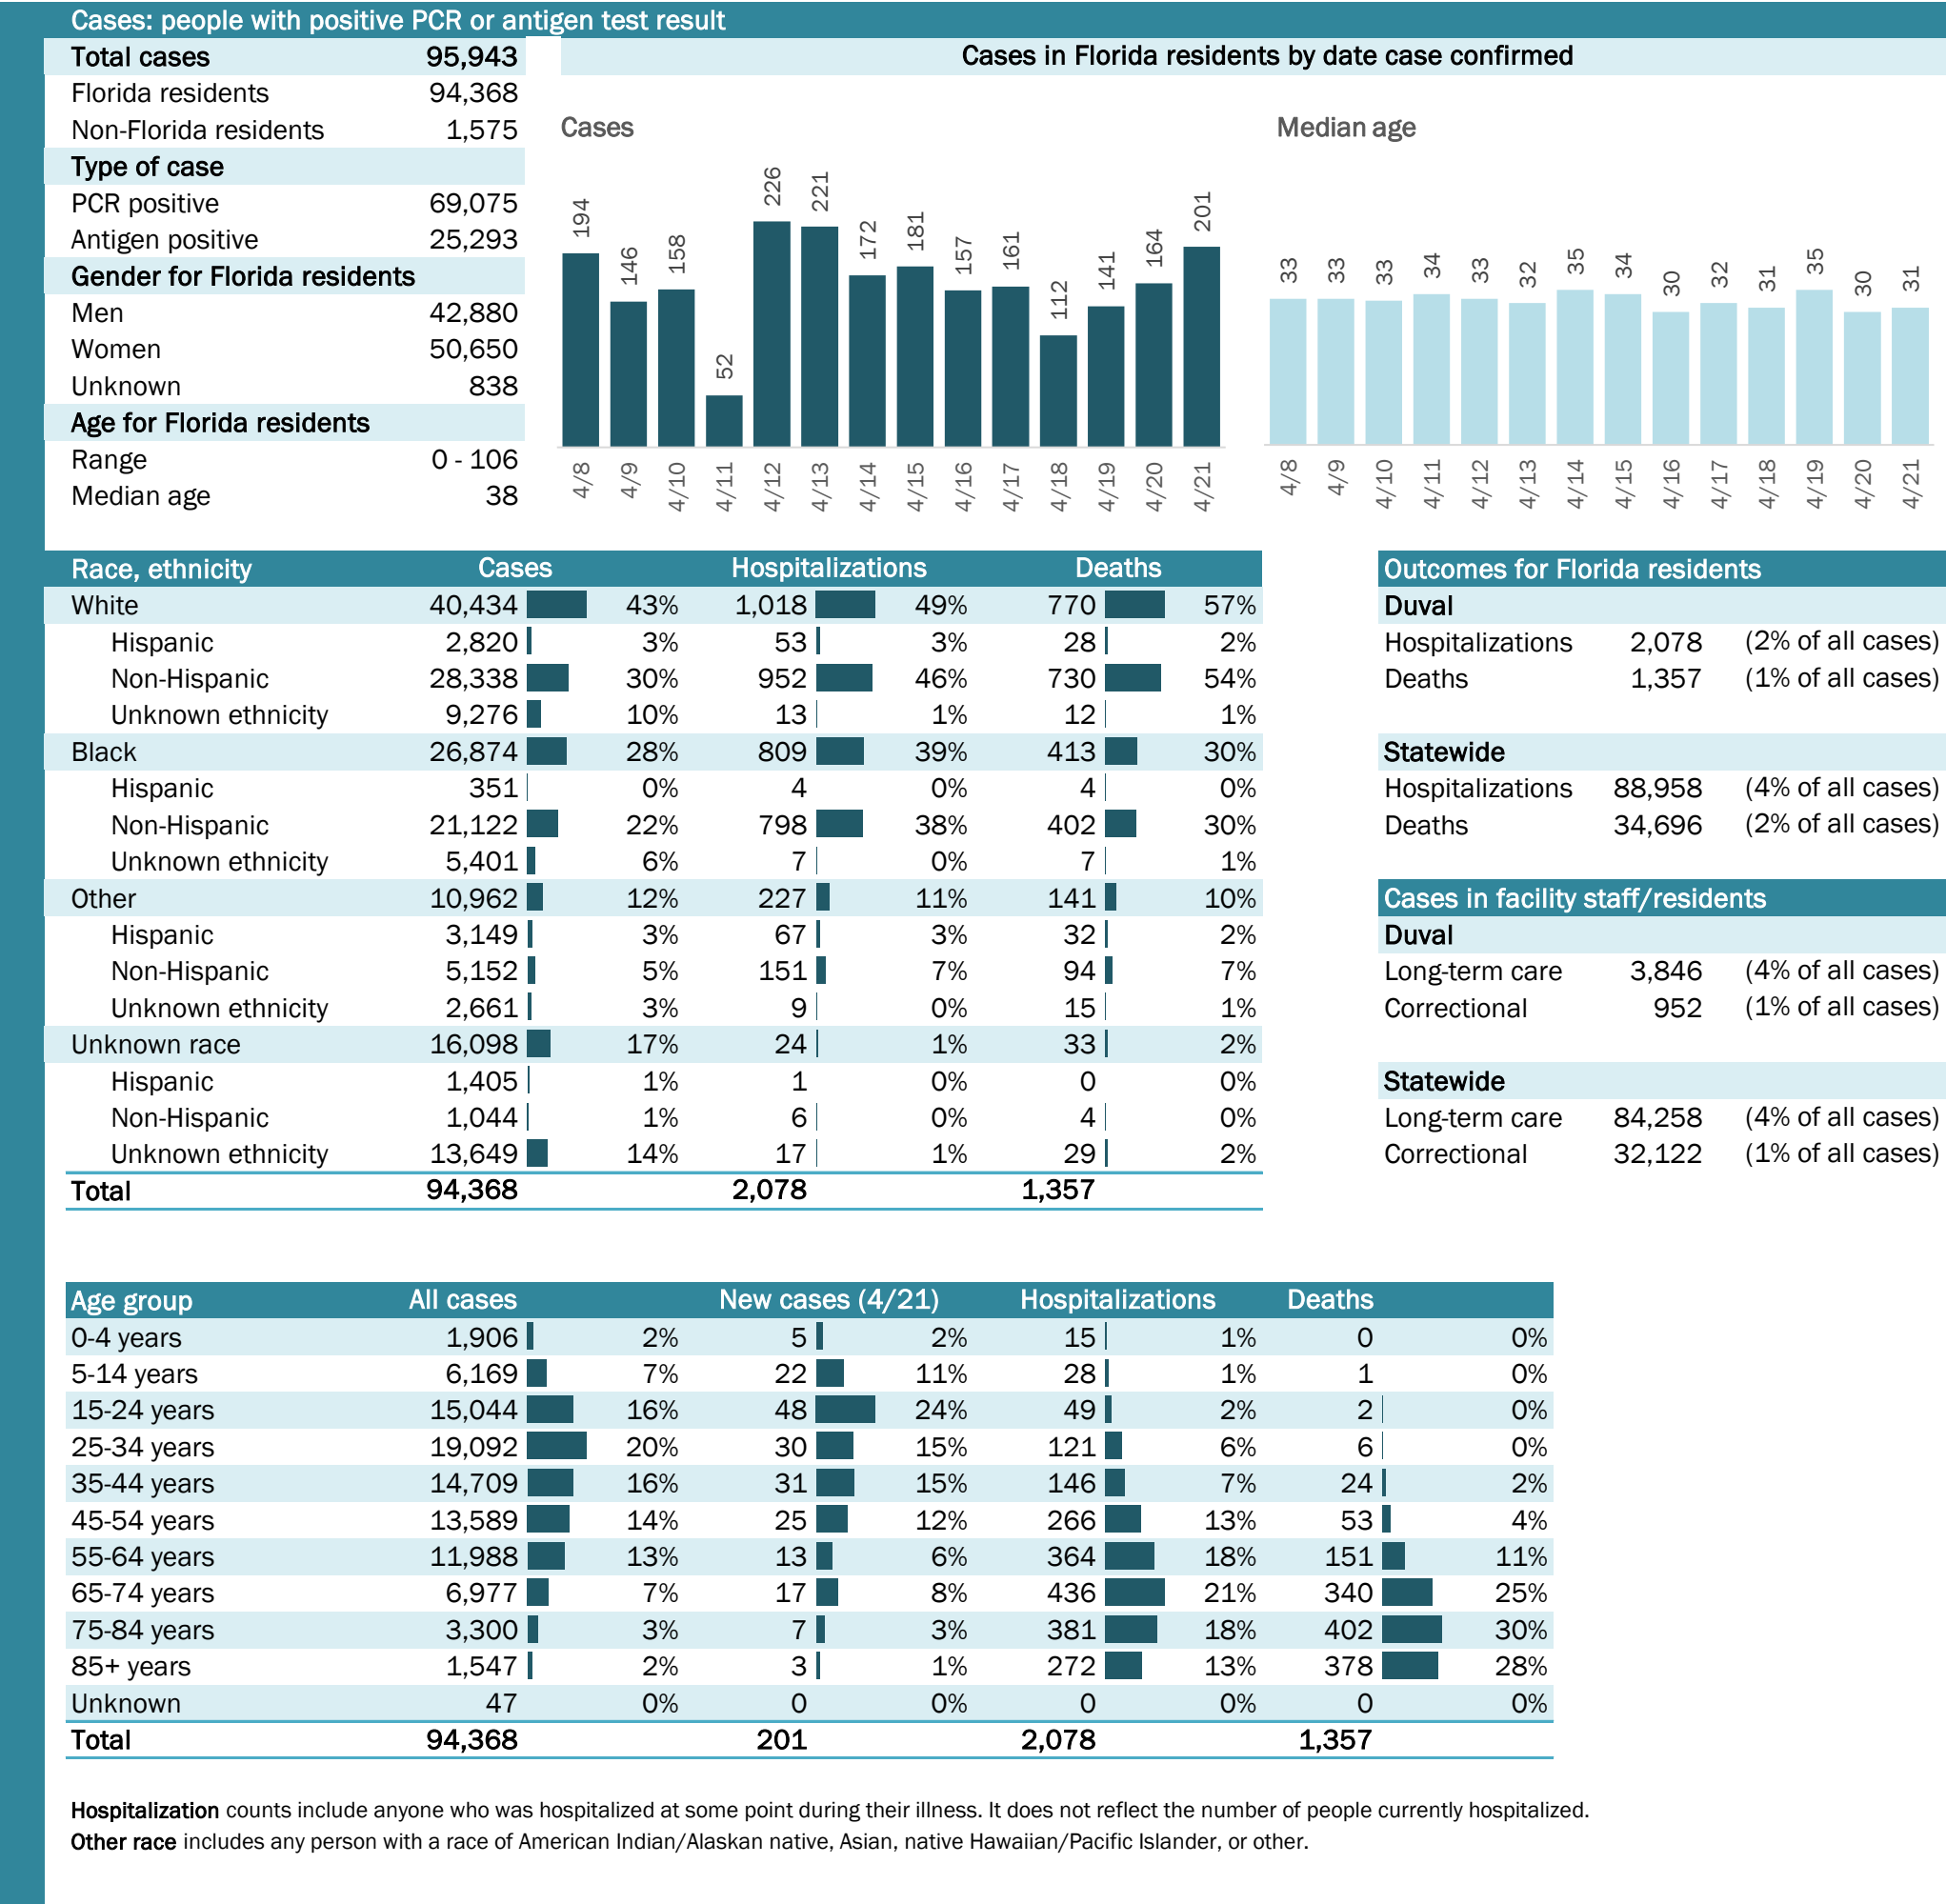 Cases: people with positive PCR or antigen test result
Total cases 95,943
Florida residents 94,368
Non-Florida residents 1,575
Type of case
PCR positive 69,075
Antigen positive 25,293
Gender for Florida residents
Men 42,880
Women 50,650
Unknown 838
Age for Florida residents
Range 0 - 106
Median age 38
Cases in Florida residents by date case confirmed
Cases
194 146 158 52 226 221 172 181 157 161 112 141 164 201
4/8 4/9 4/10 4/11 4/12 4/13 4/14 4/15 4/16 4/17 4/18 4/19 4/20 4/21
Median age
33 33 33 34 33 32 35 34 30 32 31 35 30 31
4/8 4/9 4/10 4/11 4/12 4/13 4/14 4/15 4/16 4/17 4/18 4/19 4/20 4/21
Race, ethnicity Cases Hospitalizations Deaths
White 40,434 43% 1,018 49% 770 57%
Hispanic 2,820 3% 53 3% 28 2%
Non-Hispanic 28,338 30% 952 46% 730 54%
Unknown ethnicity 9,276 10% 13 1% 12 1%
Black 26,874 28% 809 39% 413 30%
Hispanic 351 0% 4 0% 4 0%
Non-Hispanic 21,122 22% 798 38% 402 30%
Unknown ethnicity 5,401 6% 7 0% 7 1%
Other 10,962 12% 227 11% 141 10%
Hispanic 3,149 3% 67 3% 32 2%
Non-Hispanic 5,152 5% 151 7% 94 7%
Unknown ethnicity 2,661 3% 9 0% 15 1%
Unknown race 16,098 17% 24 1% 33 2%
Hispanic 1,405 1% 1 0% 0 0%
Non-Hispanic 1,044 1% 6 0% 4 0%
Unknown ethnicity 13,649 14% 17 1% 29 2%
Total 94,368 2,078 1,357
Outcomes for Florida residents
Duval
Hospitalizations 2,078 (2% of all cases)
Deaths 1,357 (1% of all cases)
Statewide
Hospitalizations 88,958 (4% of all cases)
Deaths 34,696 (2% of all cases)
Cases in facility staff/residents
Duval
Long-term care 3,846 (4% of all cases)
Correctional 952 (1% of all cases)
Statewide
Long-term care 84,258 (4% of all cases)
Correctional 32,122 (1% of all cases)
Age group All cases New cases (4/21) Hospitalizations Deaths
0-4 years 1,906 2% 5 2% 15 1% 0 0%
5-14 years 6,169 7% 22 11% 28 1% 1 0%
15-24 years 15,044 16% 48 24% 49 2% 2 0%
25-34 years 19,092 20% 30 15% 121 6% 6 0%
35-44 years 14,709 16% 31 15% 146 7% 24 2%
45-54 years 13,589 14% 25 12% 266 13% 53 4%
55-64 years 11,988 13% 13 6% 364 18% 151 11%
65-74 years 6,977 7% 17 8% 436 21% 340 25%
75-84 years 3,300 3% 7 3% 381 18% 402 30%
85+ years 1,547 2% 3 1% 272 13% 378 28%
Unknown 47 0% 0 0% 0 0% 0 0%
Total 94,368 201 2,078 1,357
Hospitalization counts include anyone who was hospitalized at some point during their illness. It does not reflect the number of people currently hospitalized.
Other race includes any person with a race of American Indian/Alaskan native, Asian, native Hawaiian/Pacific Islander, or other.